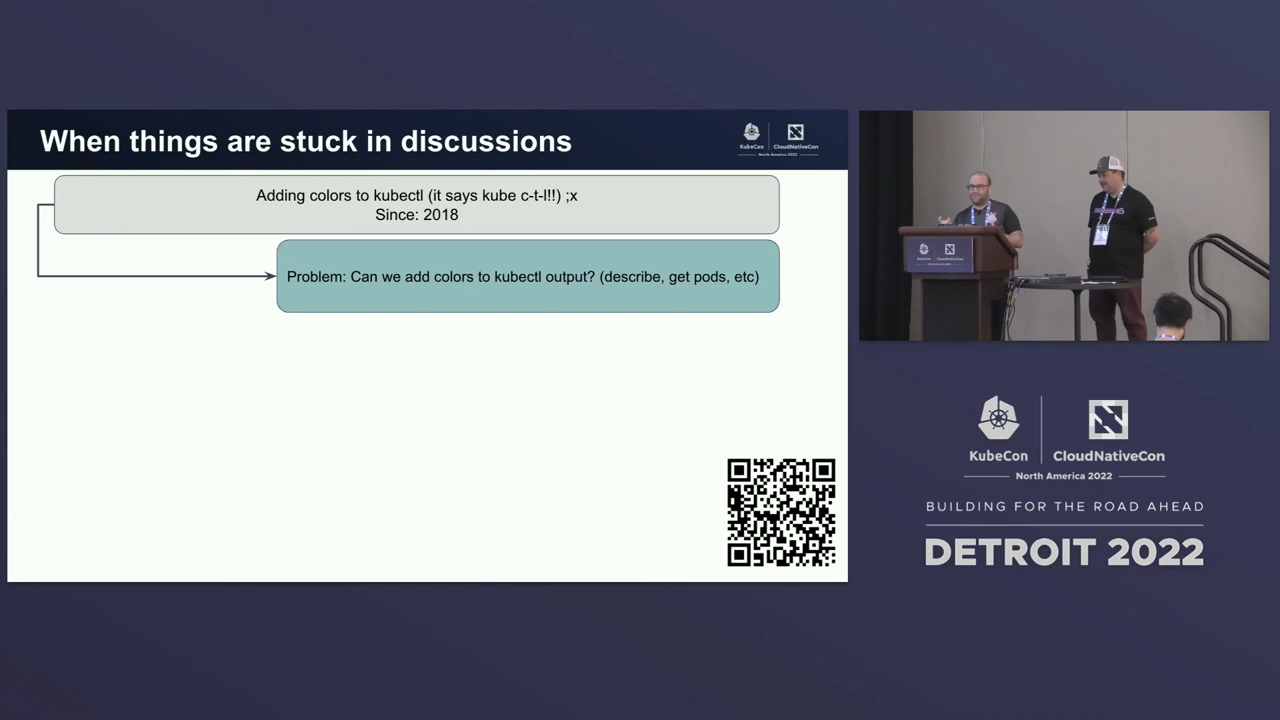 When things are stuck in discussions
KubeCon
CloudNativeCon
North America 2022
Adding colors to kubectl (it says kube c-t-l!!) ;x
Since: 2018
Problem: Can we add colors to kubectl output? (describe, get pods, etc)
KubeCon
CloudNativeCon
North America 2022
BUILDING FOR THE ROAD AHEAD
DETROIT 2022